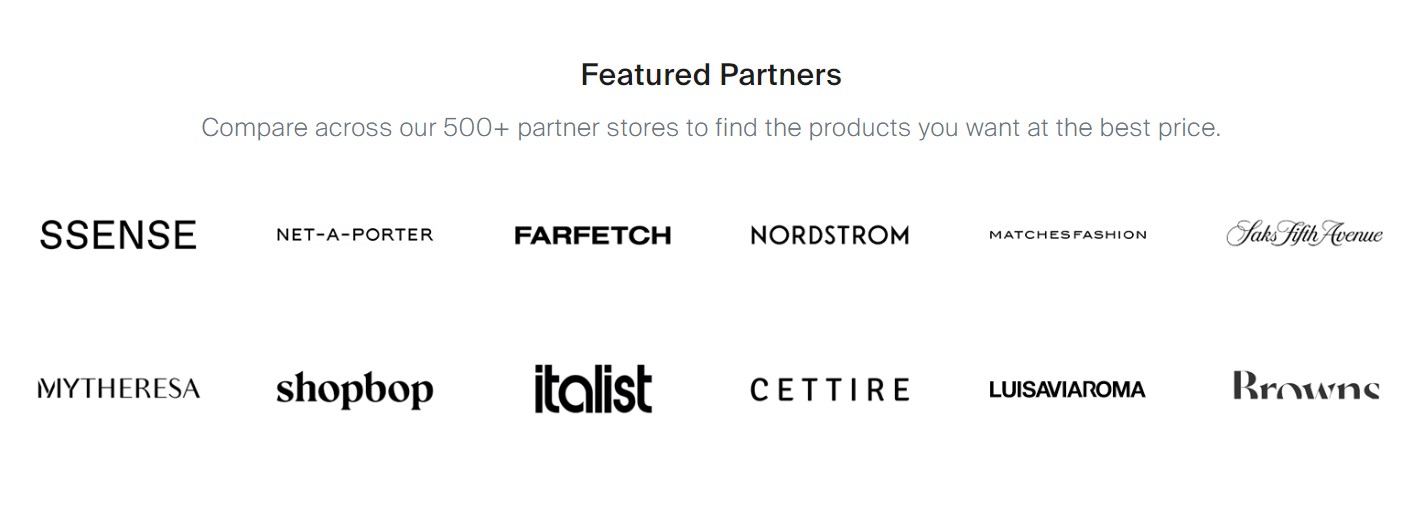 Featured Partners
Compare across our 500+ partner stores to find the products you want at the best price.
SSENSE NET-A-PORTER FARFETCH NORDSTROM MATCHESFASHION Saks Fifth Avenue
MYTHERESA shopbop italist CETTIRE LUISAVIAROMA Browns